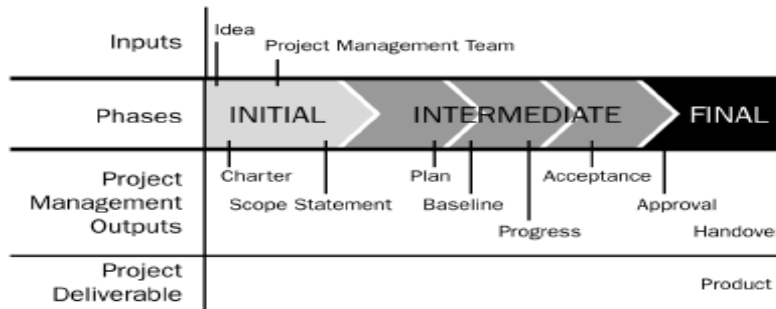 Idea
Inputs
Project Management Team
Phases
INITIAL
INTERMEDIATE
FINAL
Project
Management
Outputs
Charter
Plan
Acceptance
Scope Statement
Baseline
Approval
Progress
Handover
Project
Deliverable
Product